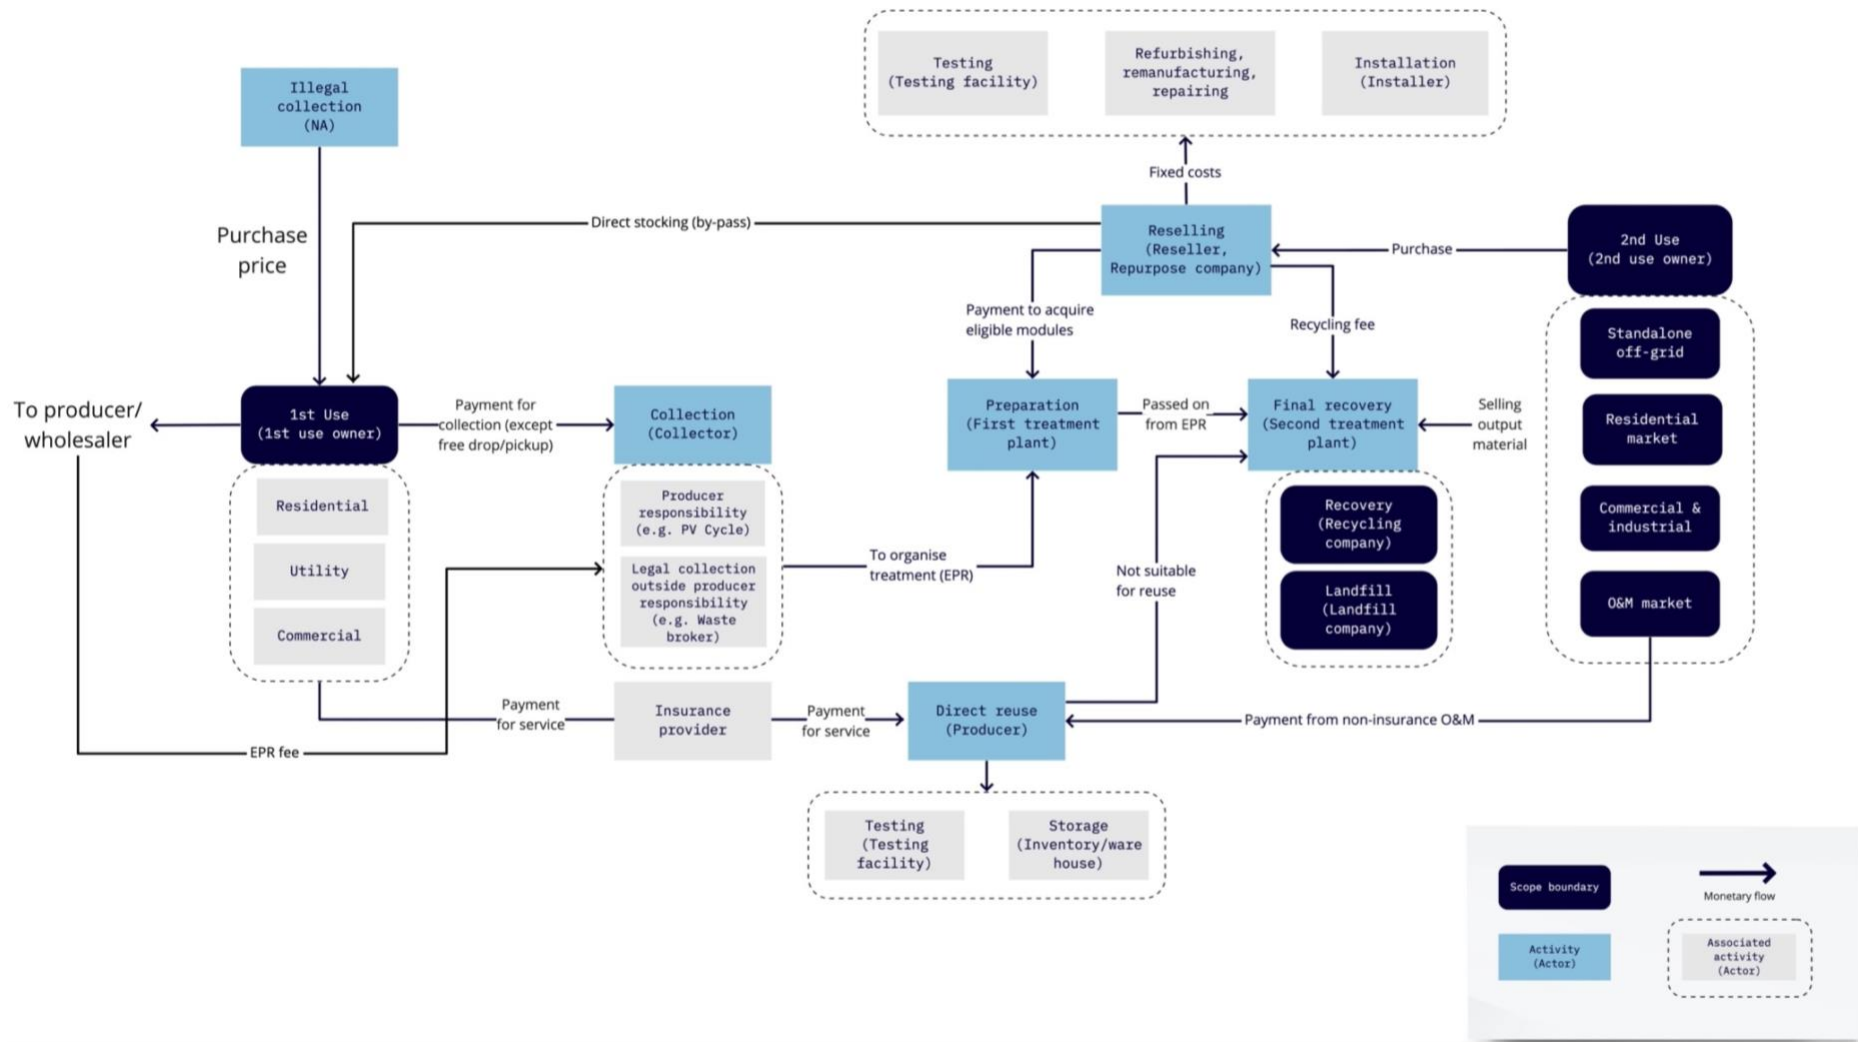 Testing
(Testing facility)
Refurbishing,
remanufacturing,
repairing
Installation
(Installer)
Illegal
collection
(NA)
Fixed costs
Purchase
price
Direct stocking (by-pass)
Reselling
(Reseller,
Repurpose company)
Purchase
2nd Use
(2nd use owner)
Payment to acquire
eligible modules
Recycling fee
Standalone
off-grid
To producer/
wholesaler
1st Use
(1st use owner)
Payment for
collection (except
free drop/pickup)
Collection
(Collector)
Preparation
(First treatment
plant)
Passed on
from EPR
Final recovery
(Second treatment
plant)
Selling
output
material
Residential
market
Residential
Utility
Commercial
Producer
responsibility
(e.g. PV Cycle)
Legal collection
outside producer
responsibility
(e.g. Waste
broker)
To organise
treatment (EPR)
Not suitable
for reuse
Recovery
(Recycling
company)
Landfill
(Landfill
company)
Commercial &
industrial
O&M market
Payment
for service
Insurance
provider
Payment
for service
Direct reuse
(Producer)
Payment from non-insurance O&M
EPR fee
Testing
(Testing
facility)
Storage
(Inventory/ware
house)
Scope boundary
Monetary flow
Activity
(Actor)
Associated
activity
(Actor)